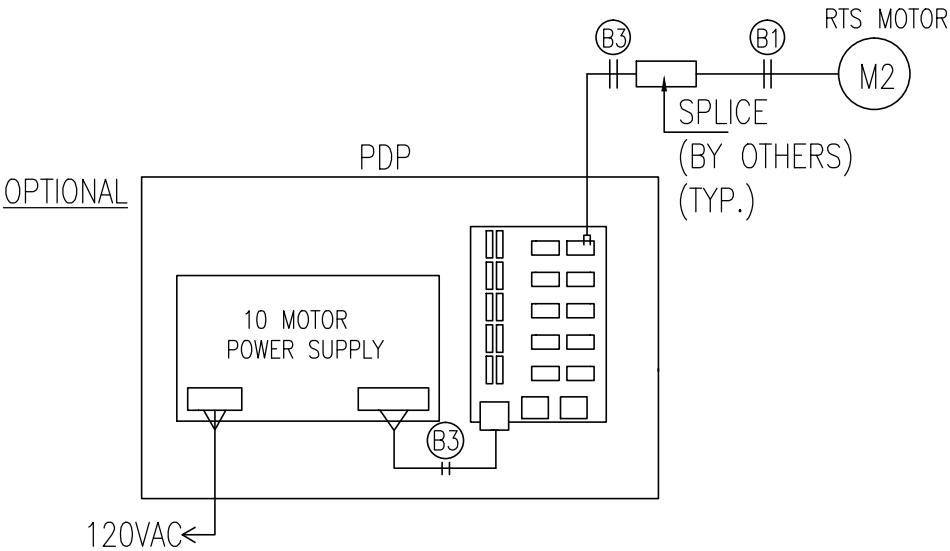 RTS MOTOR
B3
B1
M2
SPLICE
(BY OTHERS)
(TYP.)
PDP
OPTIONAL
10 MOTOR
POWER SUPPLY
B3
120VAC